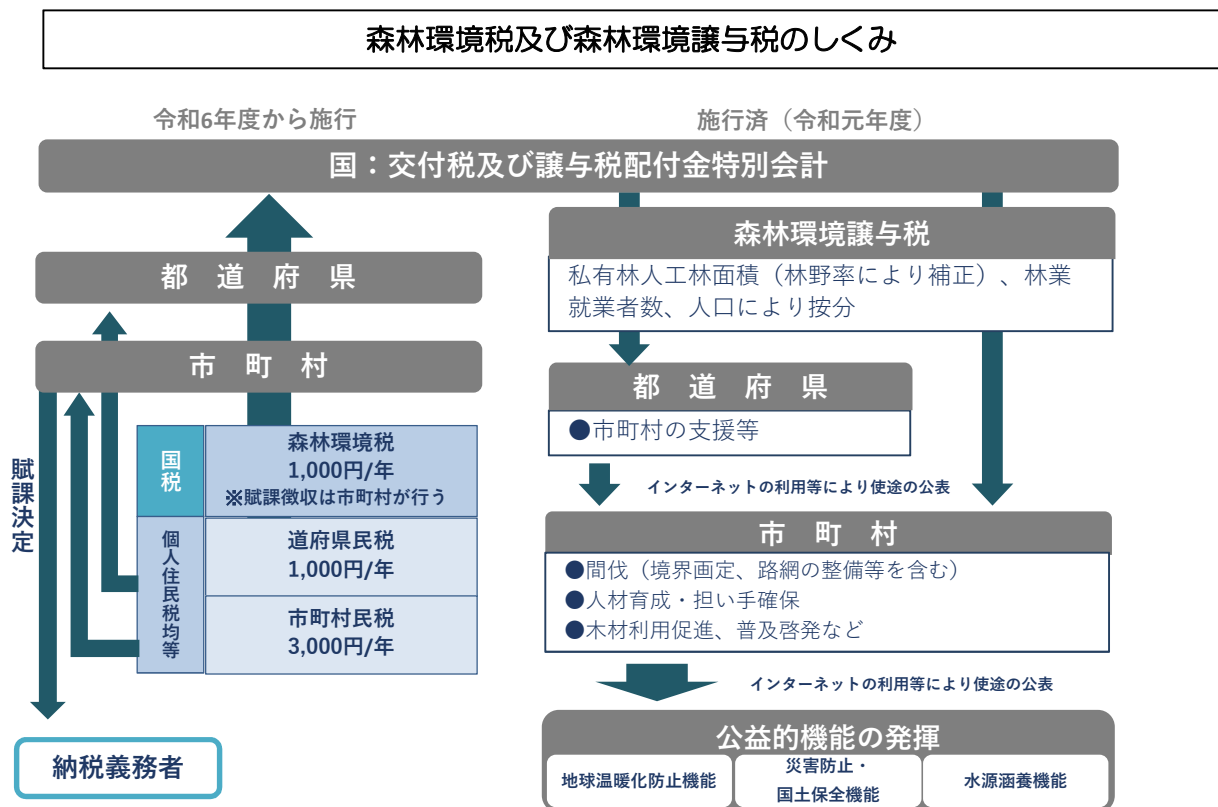 森林環境税及び森林環境譲与税のしくみ
令和6年度から施行
施行済（令和元年度）
国：交付税及び譲与税配付金特別会計
都　道　府　県
市　町　村
国税
森林環境税
1,000円/年
※賦課徴収は市町村が行う
個人住民税均等
道府県民税
1,000円/年
市町村民税
3,000円/年
賦課決定
納税義務者
森林環境譲与税
私有林人工林面積（林野率により補正）、林業
就業者数、人口により按分
都　道　府　県
●市町村の支援等
インターネットの利用等により使途の公表
市　町　村
●間伐（境界画定、路網の整備等を含む）
●人材育成・担い手確保
●木材利用促進、普及啓発など
インターネットの利用等により使途の公表
公益的機能の発揮
地球温暖化防止機能
災害防止・
国土保全機能
水源涵養機能